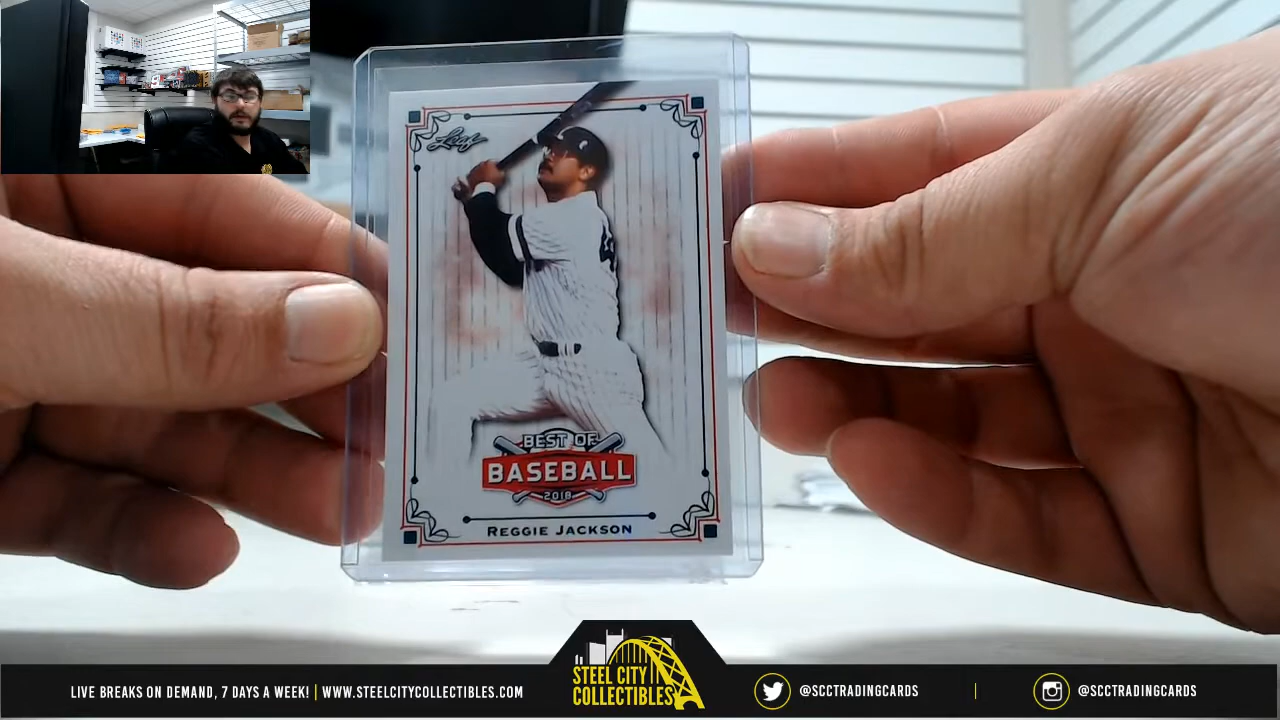 Leaf
BEST OF
BASEBALL
2018
REGGIE JACKSON
LIVE BREAKS ON DEMAND, 7 DAYS A WEEK! | WWW.STEELCITYCOLLECTIBLES.COM
STEEL CITY
COLLECTIBLES
@SCCTRADINGCARDS
@SCCTRADINGCARDS